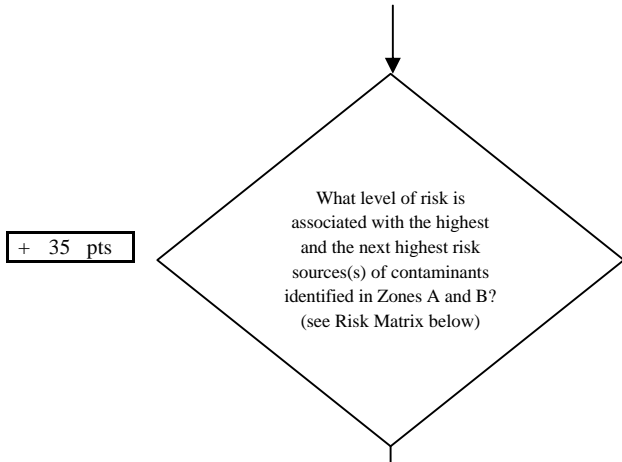 What level of risk is
associated with the highest
and the next highest risk
sources(s) of contaminants
identified in Zones A and B?
(see Risk Matrix below)
+ 35 pts